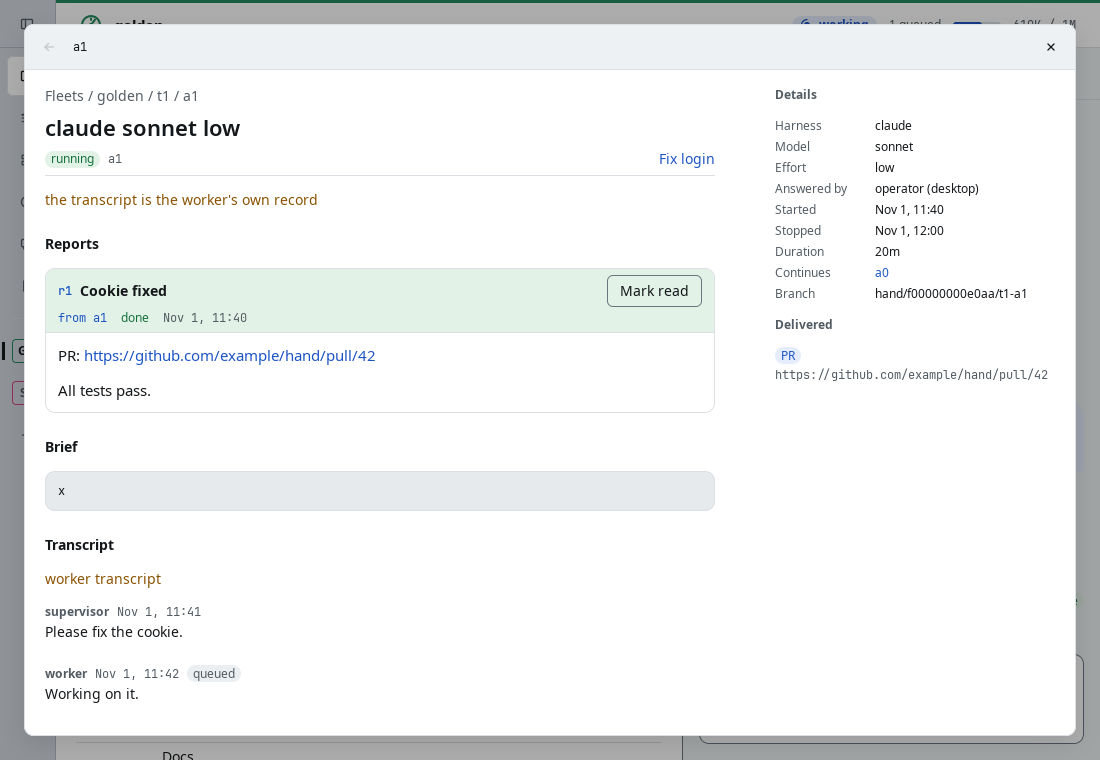 a1
Fleets / golden / t1 / a1
claude sonnet low
running a1
Fix login
the transcript is the worker's own record
Reports
r1 Cookie fixed
Mark read
from a1 done Nov 1, 11:40
PR: https://github.com/example/hand/pull/42
All tests pass.
Brief
x
Transcript
worker transcript
supervisor Nov 1, 11:41
Please fix the cookie.
worker Nov 1, 11:42 queued
Working on it.
Details
Harness claude
Model sonnet
Effort low
Answered by operator (desktop)
Started Nov 1, 11:40
Stopped Nov 1, 12:00
Duration 20m
Continues a0
Branch hand/f00000000e0aa/t1-a1
Delivered
PR
https://github.com/example/hand/pull/42
Docs